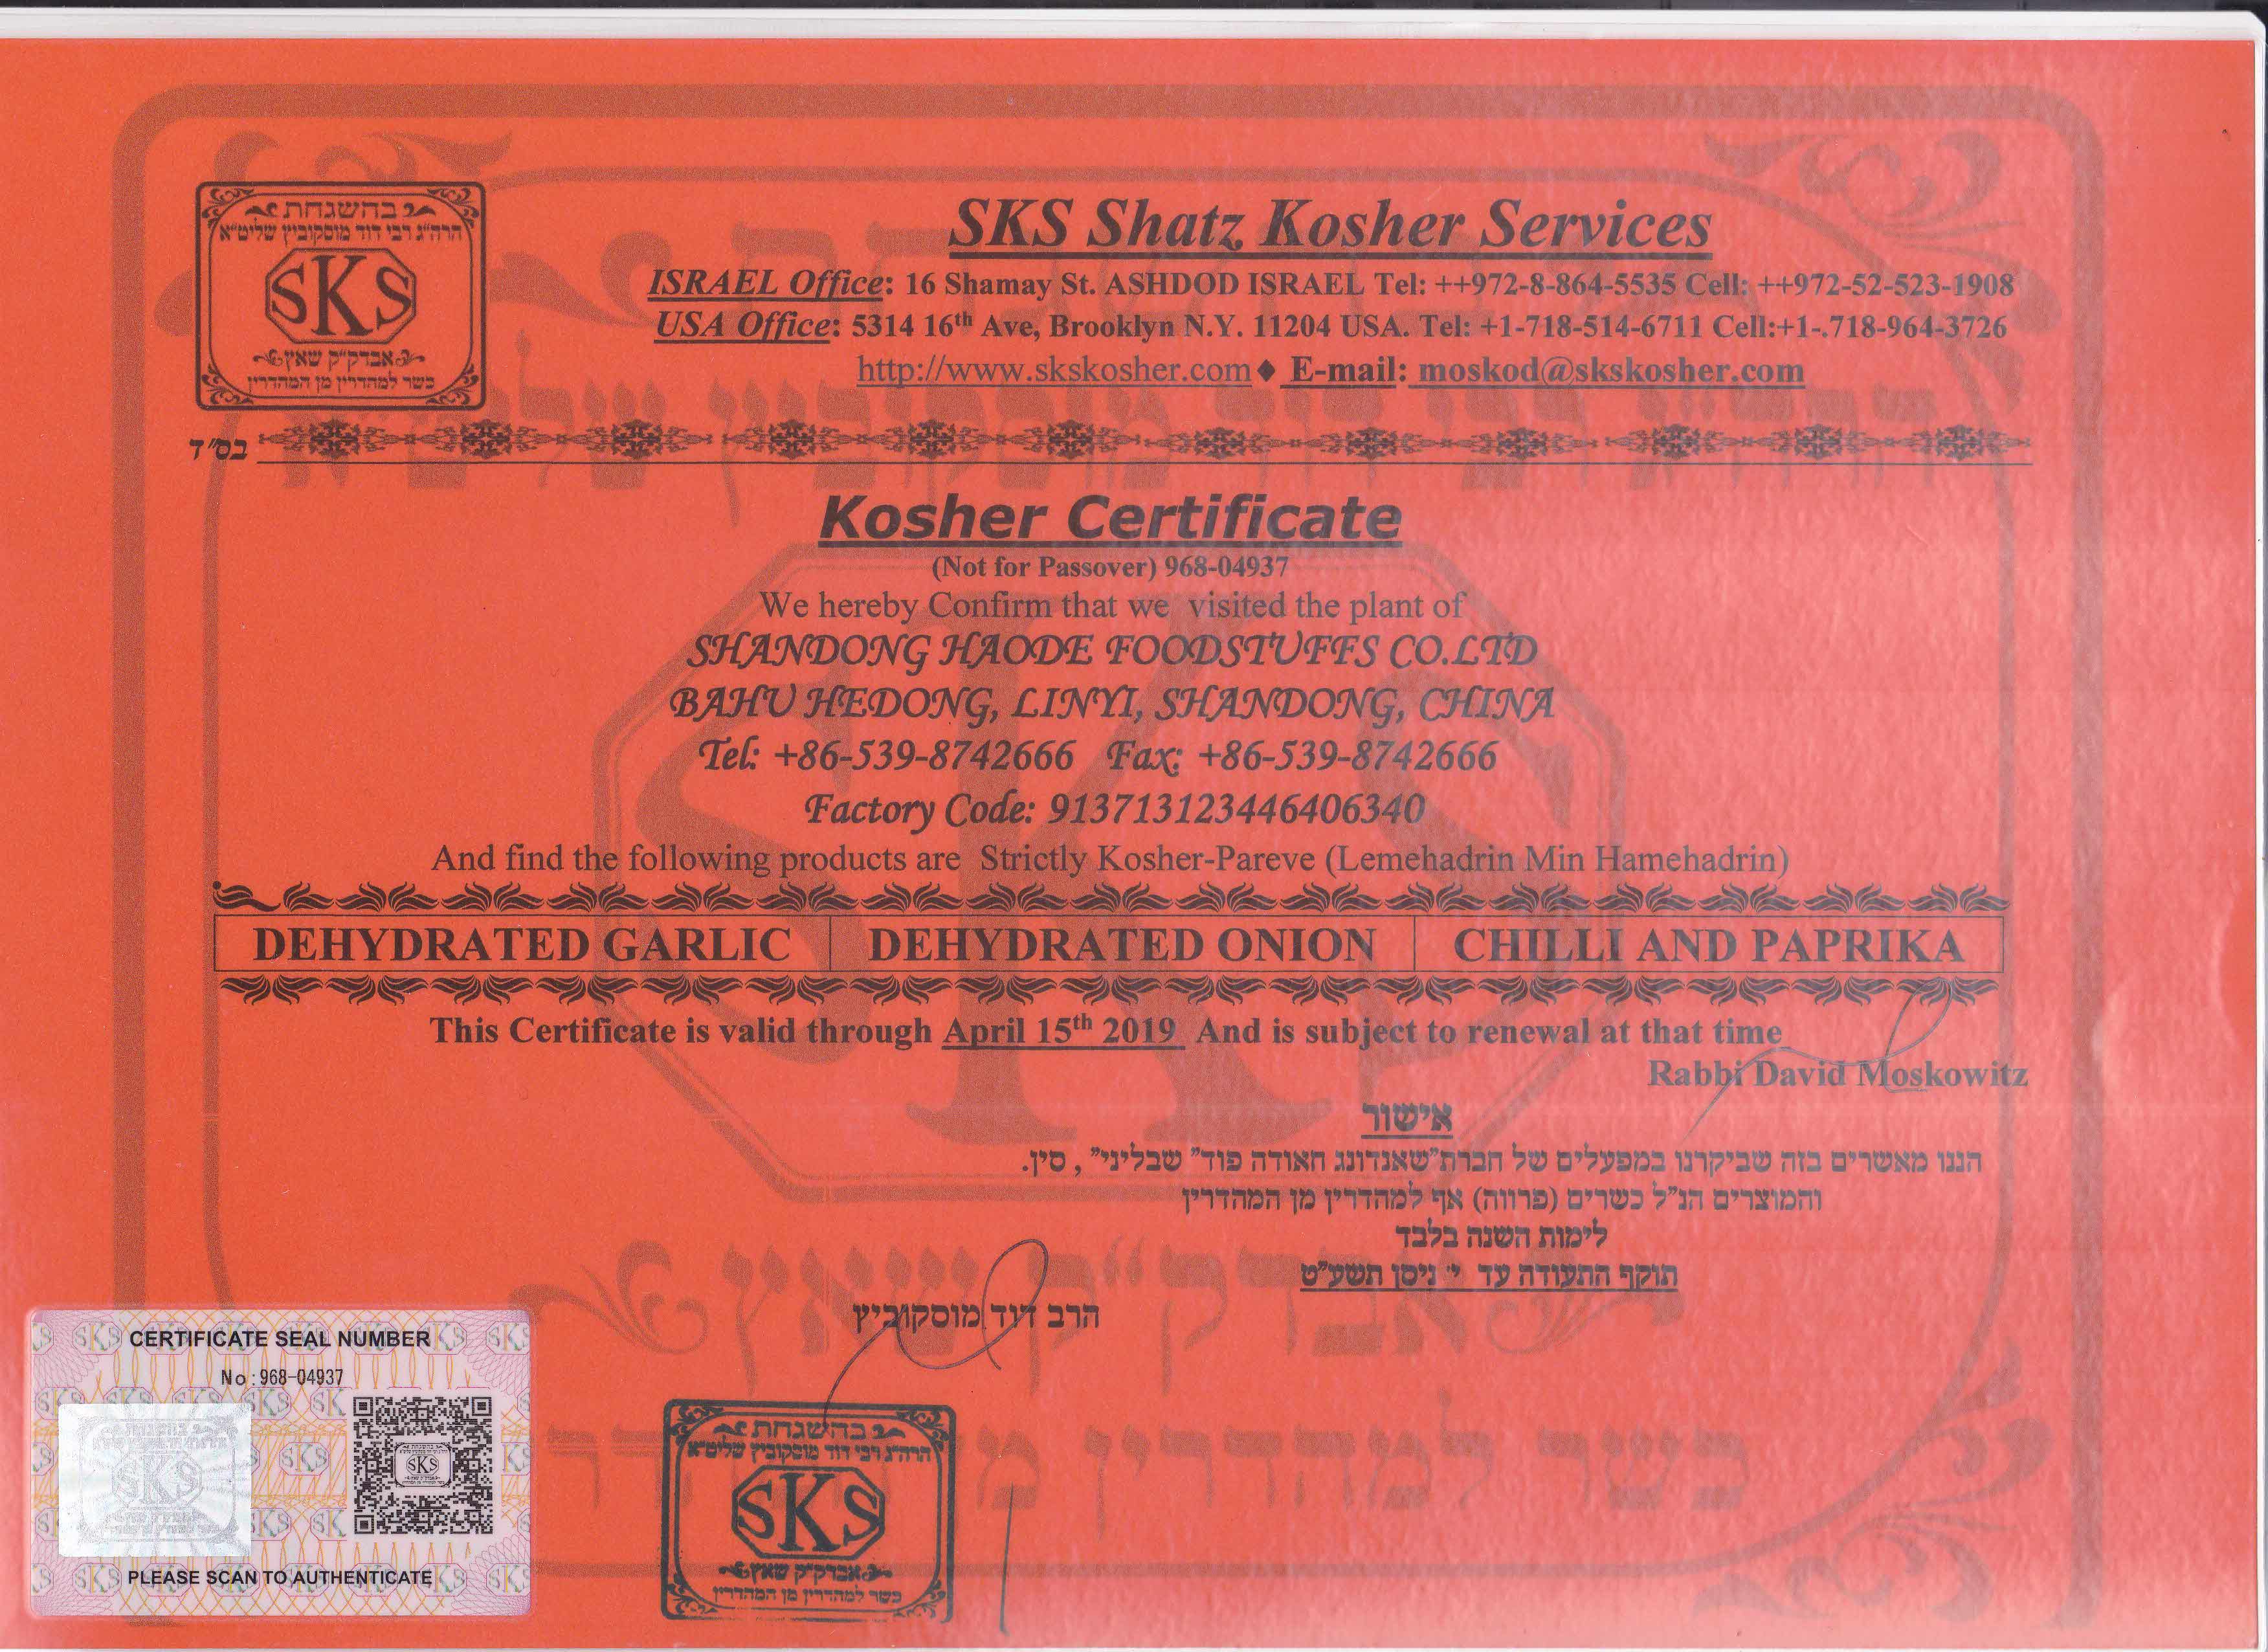 בהשגחת
הרה"ג רבי דוד מוסקוביץ שליט"א
SKS
אבדק"ק שאץ
כשר למהדרין מן המהדרין
SKS Shatz Kosher Services
ISRAEL Office: 16 Shamay St. ASHDOD ISRAEL Tel: ++972-8-864-5535 Cell: ++972-52-523-1908
USA Office: 5314 16th Ave, Brooklyn N.Y. 11204 USA. Tel: +1-718-514-6711 Cell:+1-.718-964-3726
http://www.skskosher.com♦ E-mail: moskod@skskosher.com
בס"ד
Kosher Certificate
(Not for Passover) 968-04937
We hereby Confirm that we visited the plant of
SHANDONG HAODE FOODSTUFFS CO.LTD
BAHU HEDONG, LINYI, SHANDONG, CHINA
Tel: +86-539-8742666 Fax: +86-539-8742666
Factory Code: 913713123446406340
And find the following products are Strictly Kosher-Pareve (Lemehadrin Min Hamehadrin)
DEHYDRATED GARLIC DEHYDRATED ONION CHILLI AND PAPRIKA
This Certificate is valid through April 15th 2019 And is subject to renewal at that time
Rabbi David Moskowitz
אישור
הננו מאשרים בזה שביקרנו במפעלים של חברת"שאנדונג חאודה פוד" שבליני" , סין.
והמוצרים הנ"ל כשרים (פרווה) אף למהדרין מן המהדרין
לימות השנה בלבד
תוקף התעודה עד י' ניסן תשע"ט
הרב דוד מוסקוביץ
CERTIFICATE SEAL NUMBER
No:968-04937
SKS
PLEASE SCAN TO AUTHENTICATE
בהשגחת
הרה"ג רבי דוד מוסקוביץ שליט"א
SKS
אבדק"ק שאץ
כשר למהדרין מן המהדרין